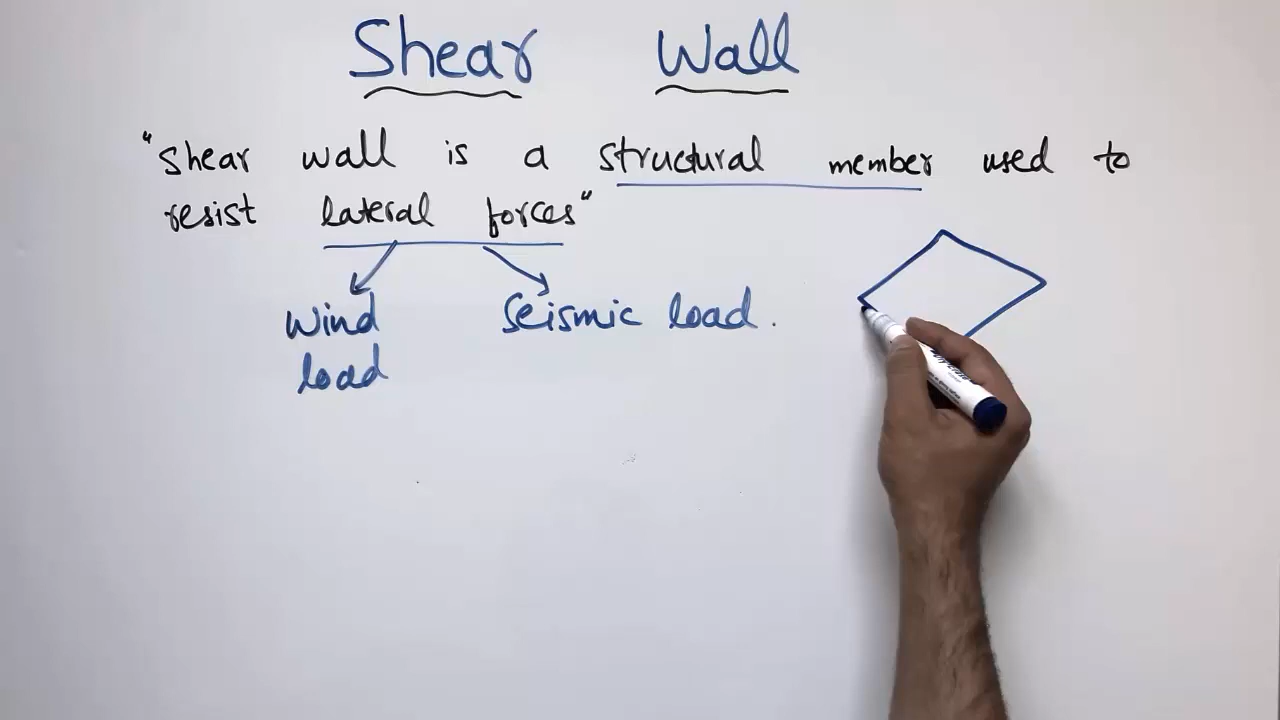 Shear Wall
"Shear wall is a structural member used to
resist lateral forces"
Wind
load
Seismic load.